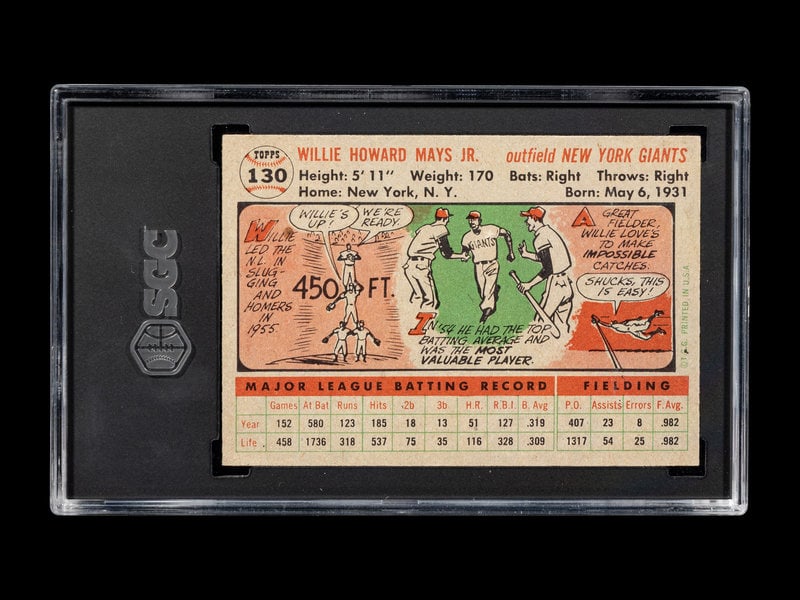 SGC
TOPPS
130
WILLIE HOWARD MAYS JR. outfield NEW YORK GIANTS
Height: 5' 11" Weight: 170 Bats: Right Throws: Right
Home: New York, N. Y. Born: May 6, 1931
WILLIE
LED THE
N.L. IN
SLUG-
GING
AND
HOMERS
IN
1955.
WILLIE'S
UP!
WE'RE
READY.
450 FT.
GIANTS
IN '54 HE HAD THE TOP
BATTING AVERAGE AND
WAS THE MOST
VALUABLE PLAYER.
A GREAT
FIELDER,
WILLIE LOVES
TO MAKE
IMPOSSIBLE
CATCHES.
SHUCKS, THIS
IS EASY!
©T.C.G. PRINTED IN U.S.A.
MAJOR LEAGUE BATTING RECORD FIELDING
Games At Bat Runs Hits 2b 3b H.R. R.B.I. B. Avg P.O. Assists Errors F. Avg.
Year 152 580 123 185 18 13 51 127 .319 407 23 8 .982
Life 458 1736 318 537 75 35 116 328 .309 1317 54 25 .982